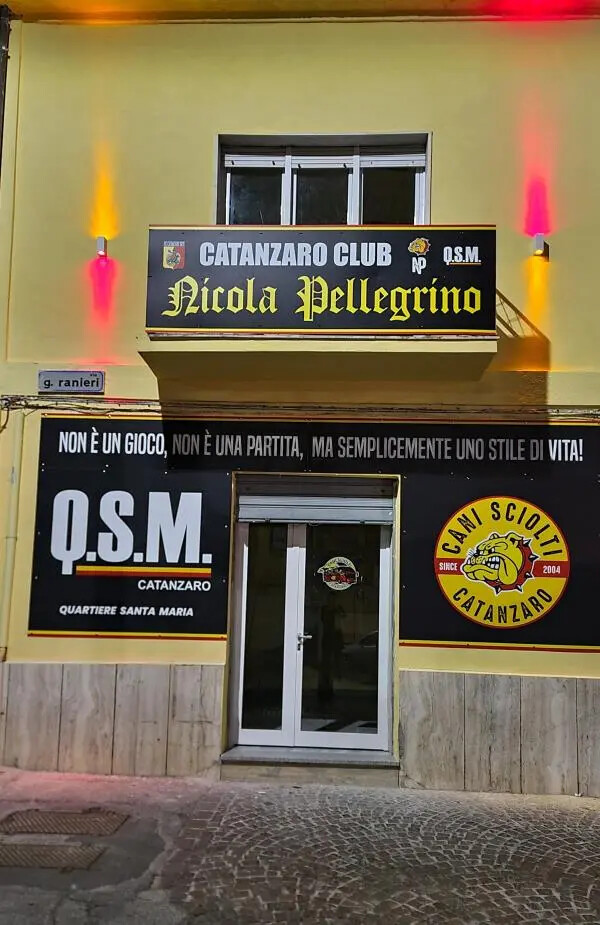 CATANZARO CLUB
NP
Q.S.M.
Nicola Pellegrino
via
g. ranieri
NON È UN GIOCO, NON È UNA PARTITA, MA SEMPLICEMENTE UNO STILE DI VITA!
Q.S.M.
CATANZARO
QUARTIERE SANTA MARIA
CANI SCIOLTI
SINCE 2004
CATANZARO